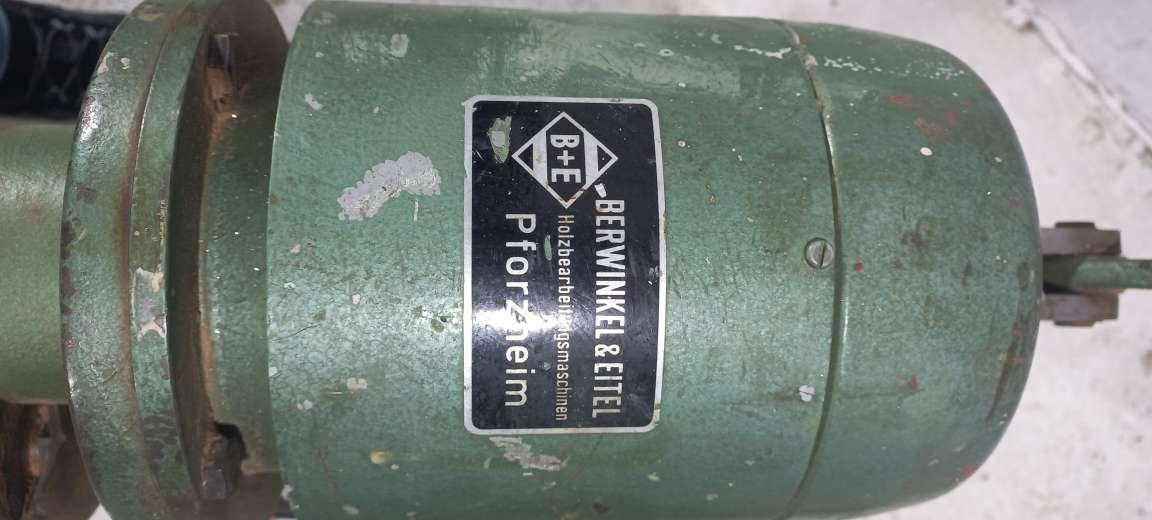 B+E
BERWINKEL & EITEL
Holzbearbeitungsmaschinen
Pforzheim